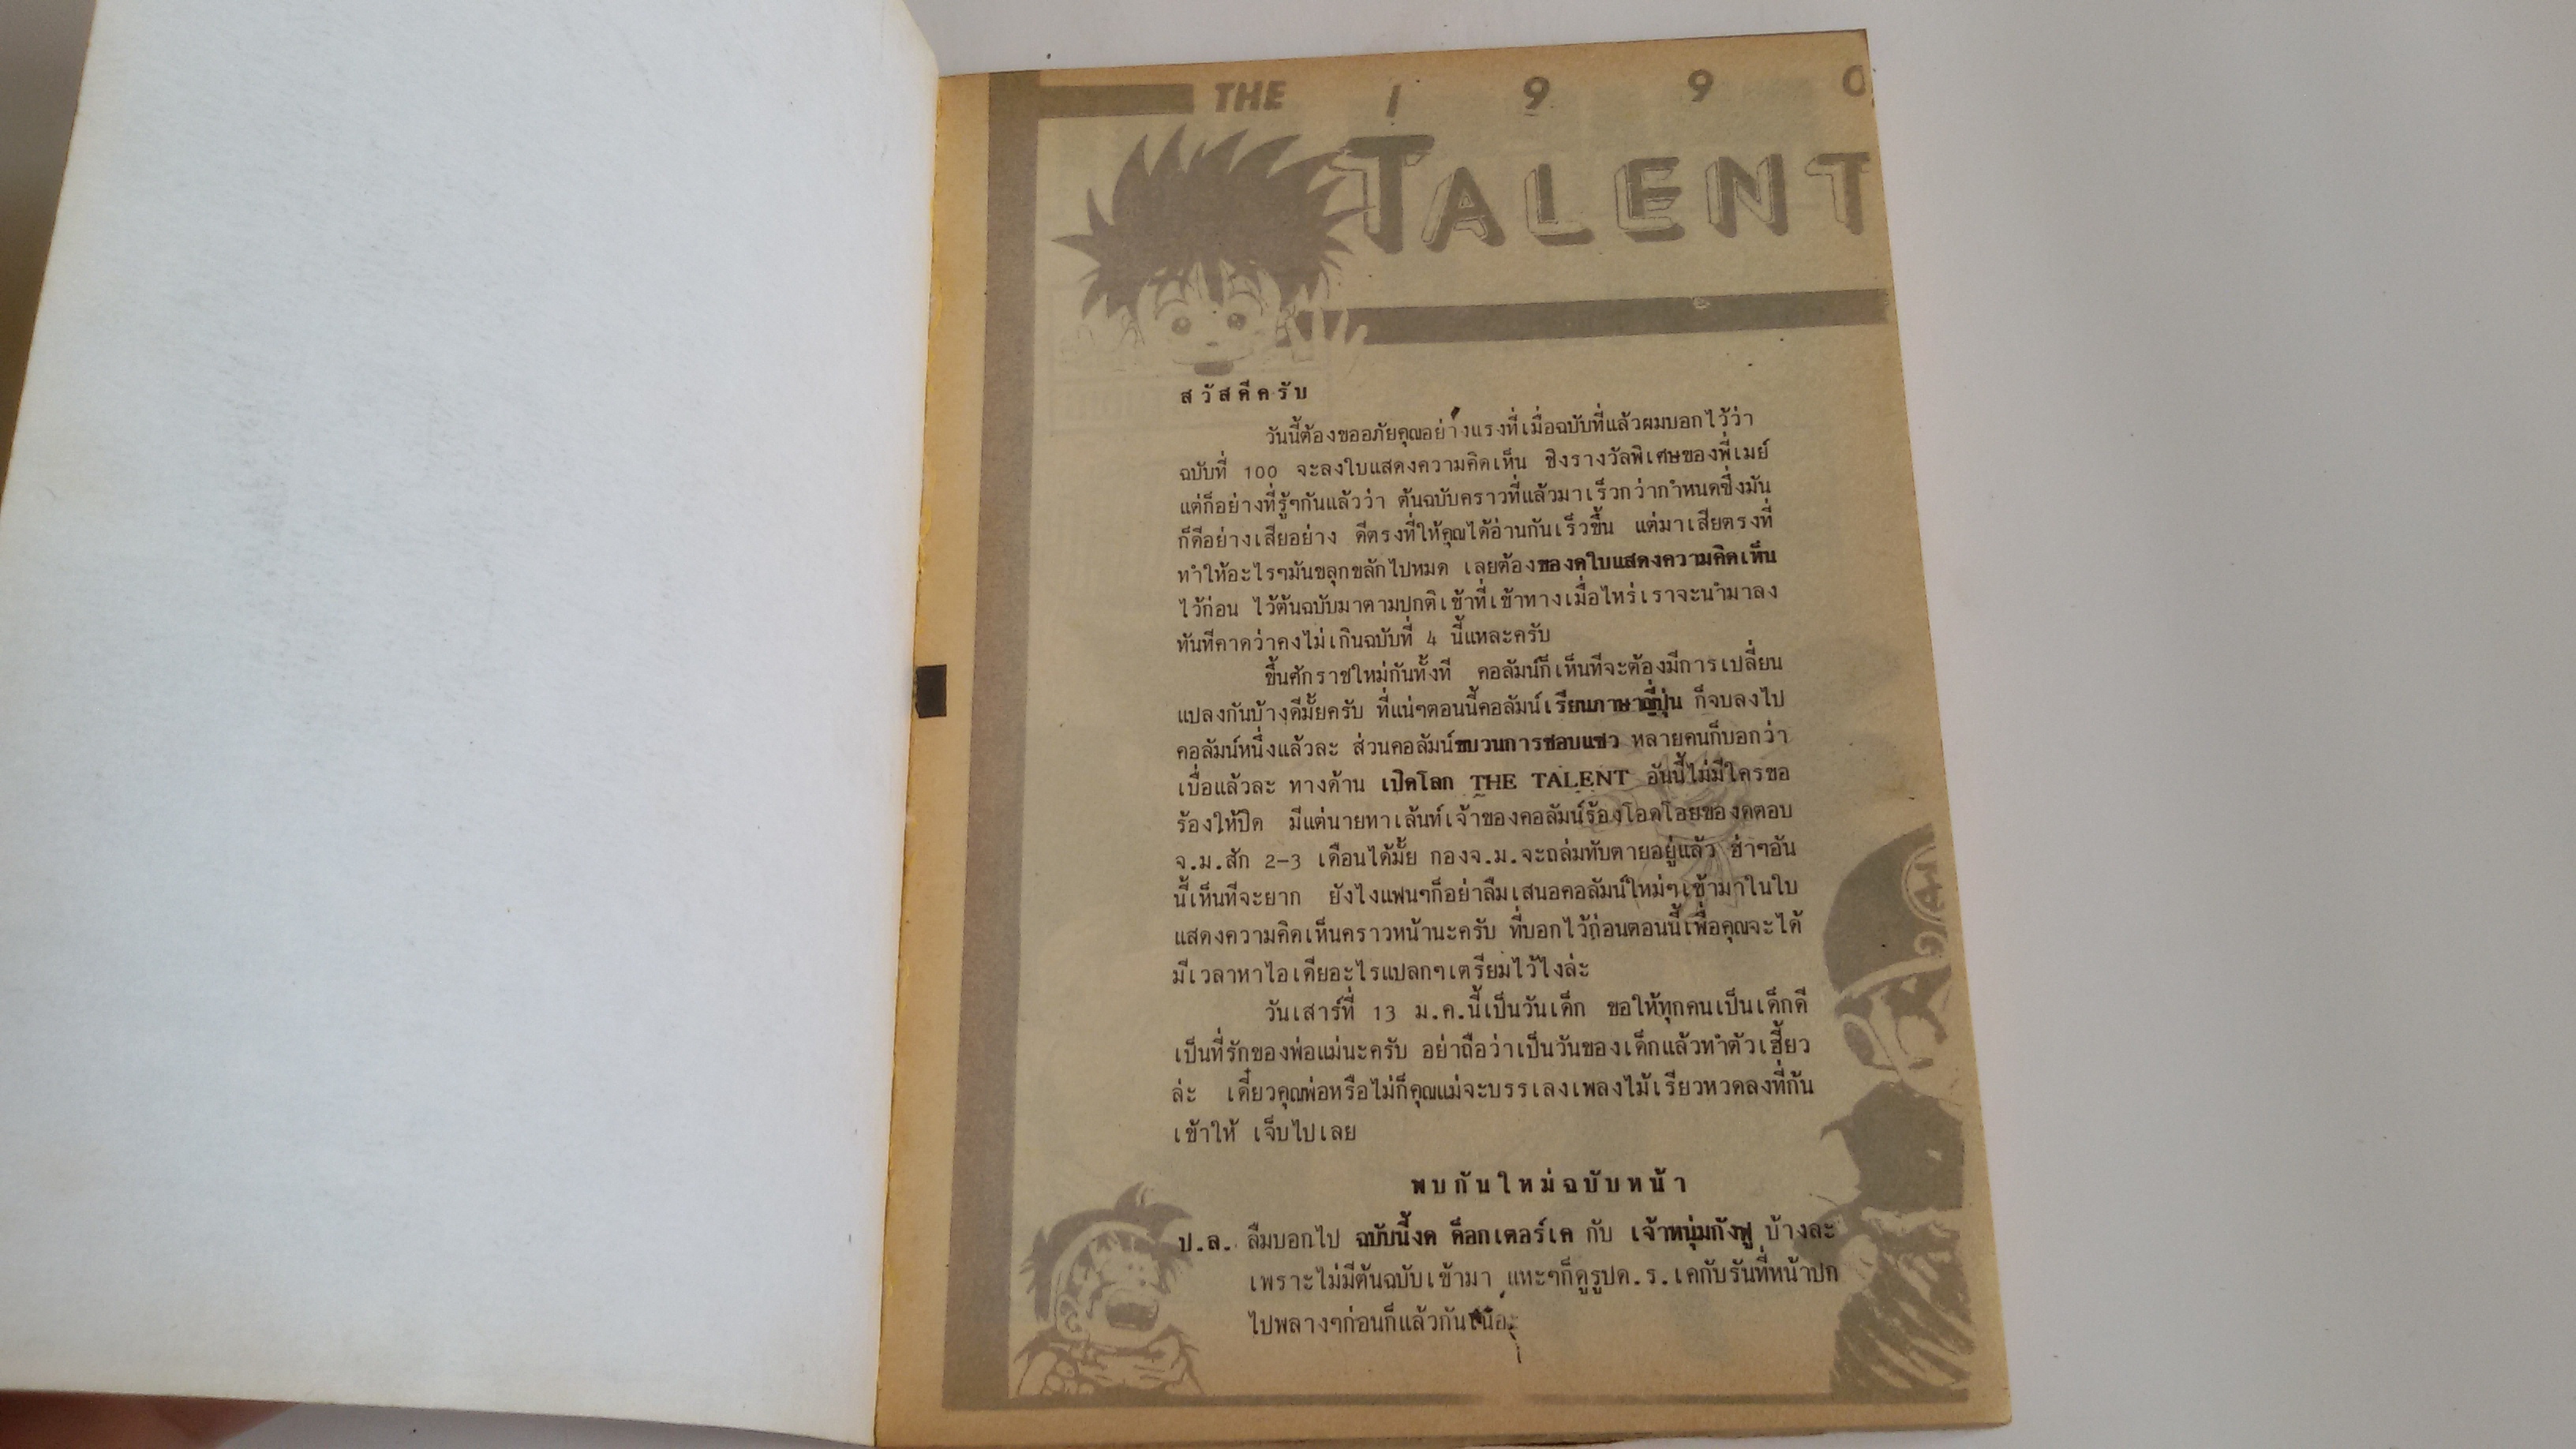 THE 1 9 9 0
TALENT
สวัสดีครับ
วันนี้ต้องขออภัยคุณอย่างแรงที่เมื่อฉบับที่แล้วผมบอกไว้ว่า
ฉบับที่ 100 จะลงใบแสดงความคิดเห็น ชิงรางวัลพิเศษของพี่เมย์
แต่ก็อย่างที่รู้ๆกันแล้วว่า ต้นฉบับคราวที่แล้วมาเร็วกว่ากำหนดซึ่งมัน
ก็ดีอย่างเสียอย่าง ดีตรงที่ให้คุณได้อ่านกันเร็วขึ้น แต่มาเสียตรงที่
ทำให้อะไรๆมันขลุกขลักไปหมด เลยต้องของดใบแสดงความคิดเห็น
ไว้ก่อน ไว้ต้นฉบับมาตามปกติเข้าที่เข้าทางเมื่อไหร่เราจะนำมาลง
ทันทีคาดว่าคงไม่เกินฉบับที่ 4 นี้แหละครับ
ขึ้นศักราชใหม่กันทั้งที คอลัมน์ก็เห็นทีจะต้องมีการเปลี่ยน
แปลงกันบ้างดีมั้ยครับ ที่แน่ๆตอนนี้คอลัมน์เรียนภาษาญี่ปุ่น ก็จบลงไป
คอลัมน์หนึ่งแล้วละ ส่วนคอลัมน์ขบวนการชอบแซว หลายคนก็บอกว่า
เบื่อแล้วละ ทางด้าน เปิดโลก THE TALENT อันนี้ไม่มีใครขอ
ร้องให้ปิด มีแต่นายทาเล้นท์เจ้าของคอลัมน์ร้องโอดโอยของดตอบ
จ.ม.สัก 2-3 เดือนได้มั้ย กองจ.ม.จะถล่มทับตายอยู่แล้ว ฮ่าๆอัน
นี้เห็นทีจะยาก ยังไงแฟนๆก็อย่าลืมเสนอคอลัมน์ใหม่ๆเข้ามาในใบ
แสดงความคิดเห็นคราวหน้านะครับ ที่บอกไว้ก่อนตอนนี้เพื่อคุณจะได้
มีเวลาหาไอเดียอะไรแปลกๆเตรียมไว้ไงล่ะ
วันเสาร์ที่ 13 ม.ค.นี้เป็นวันเด็ก ขอให้ทุกคนเป็นเด็กดี
เป็นที่รักของพ่อแม่นะครับ อย่าถือว่าเป็นวันของเด็กแล้วทำตัวเฮี้ยว
ล่ะ เดี๋ยวคุณพ่อหรือไม่ก็คุณแม่จะบรรเลงเพลงไม้เรียวหวดลงที่ก้น
เข้าให้ เจ็บไปเลย
พบกันใหม่ฉบับหน้า
ป.ล. ลืมบอกไป ฉบับนี้งด ด็อกเตอร์เค กับ เจ้าหนุ่มกังฟู บ้างละ
เพราะไม่มีต้นฉบับเข้ามา แหะๆก็ดูรูปด.ร.เคกับรันที่หน้าปก
ไปพลางๆก่อนก็แล้วกัน